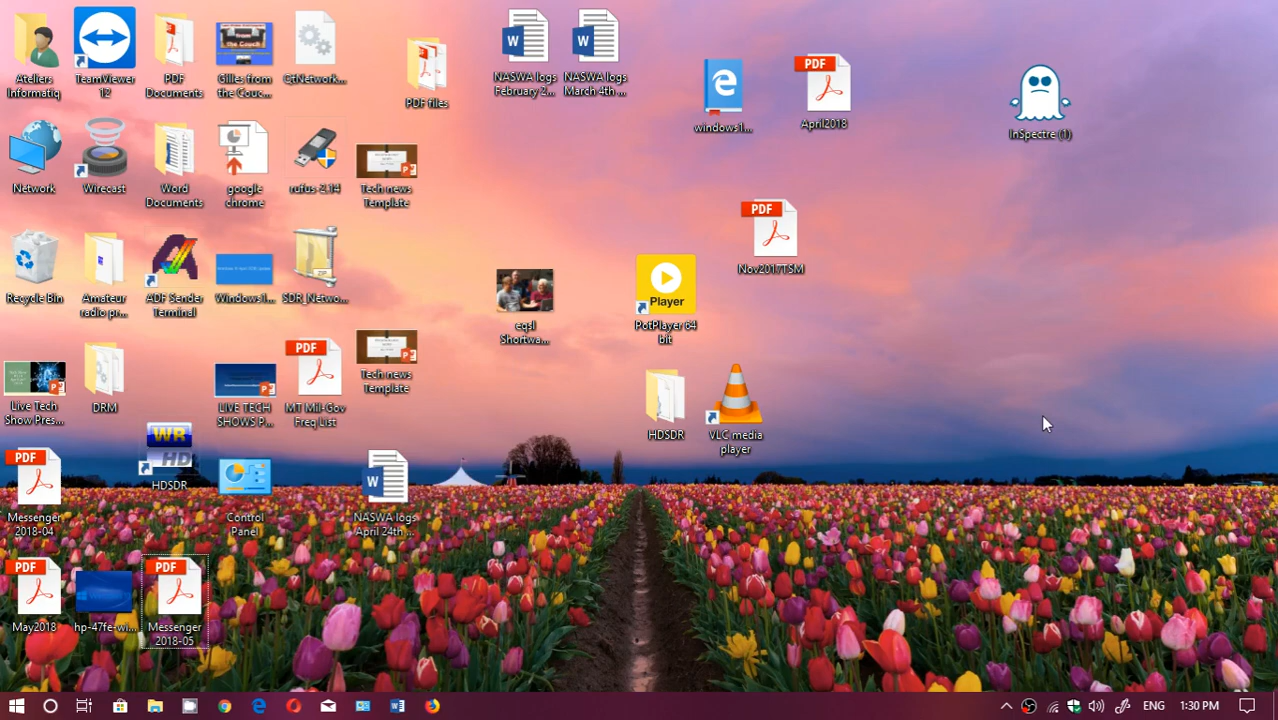 Ateliers
Informatiq
TeamViewer
12
PDF
Documents
Gilles from
the Couc...
QtNetwork...
PDF files
W
NASWA logs
February 2...
W
NASWA logs
March 4th ...
windows1...
PDF
April2018
InSpectre (1)
Network
Wirecast
Word
Documents
google
chrome
rufus-2.14
Tech news
Template
PDF
Nov2017TSM
Recycle Bin
Amateur
radio pr...
ADF Sender
Terminal
Windows1...
ZIP
SDR_Netwo...
eqsl
Shortwa...
Player
PotPlayer 64
bit
Live Tech
Show Pres...
DRM
LIVE TECH
SHOWS P...
PDF
MT Mil-Gov
Freq List
Tech news
Template
HDSDR
VLC media
player
PDF
Messenger
2018-04
WR
HD
HDSDR
Control
Panel
W
NASWA logs
April 24th ...
PDF
May2018
hp-47fe-wi...
PDF
Messenger
2018-05
ENG
1:30 PM